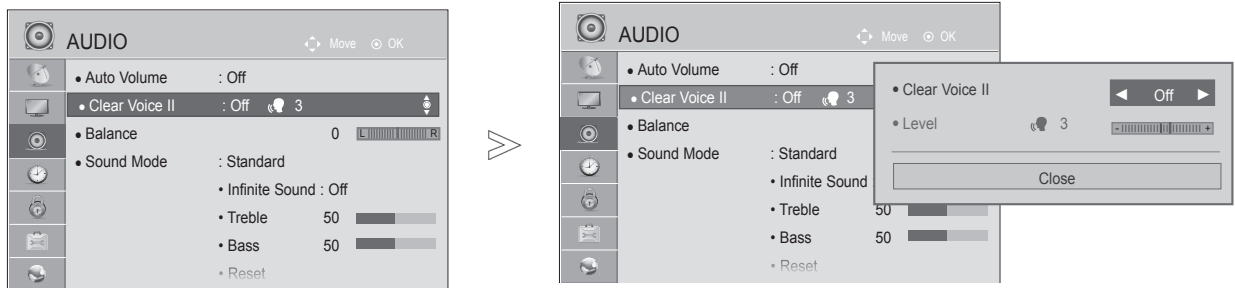 AUDIO
Move OK
• Auto Volume : Off
• Clear Voice II : Off 3
• Balance 0 L R
• Sound Mode : Standard
• Infinite Sound : Off
• Treble 50
• Bass 50
• Reset
>
AUDIO
Move OK
• Auto Volume : Off
• Clear Voice II : Off 3
• Balance
• Sound Mode : Standard
• Infinite Sound :
• Treble 50
• Bass 50
• Reset
• Clear Voice II ◄ Off ►
• Level 3 - +
Close